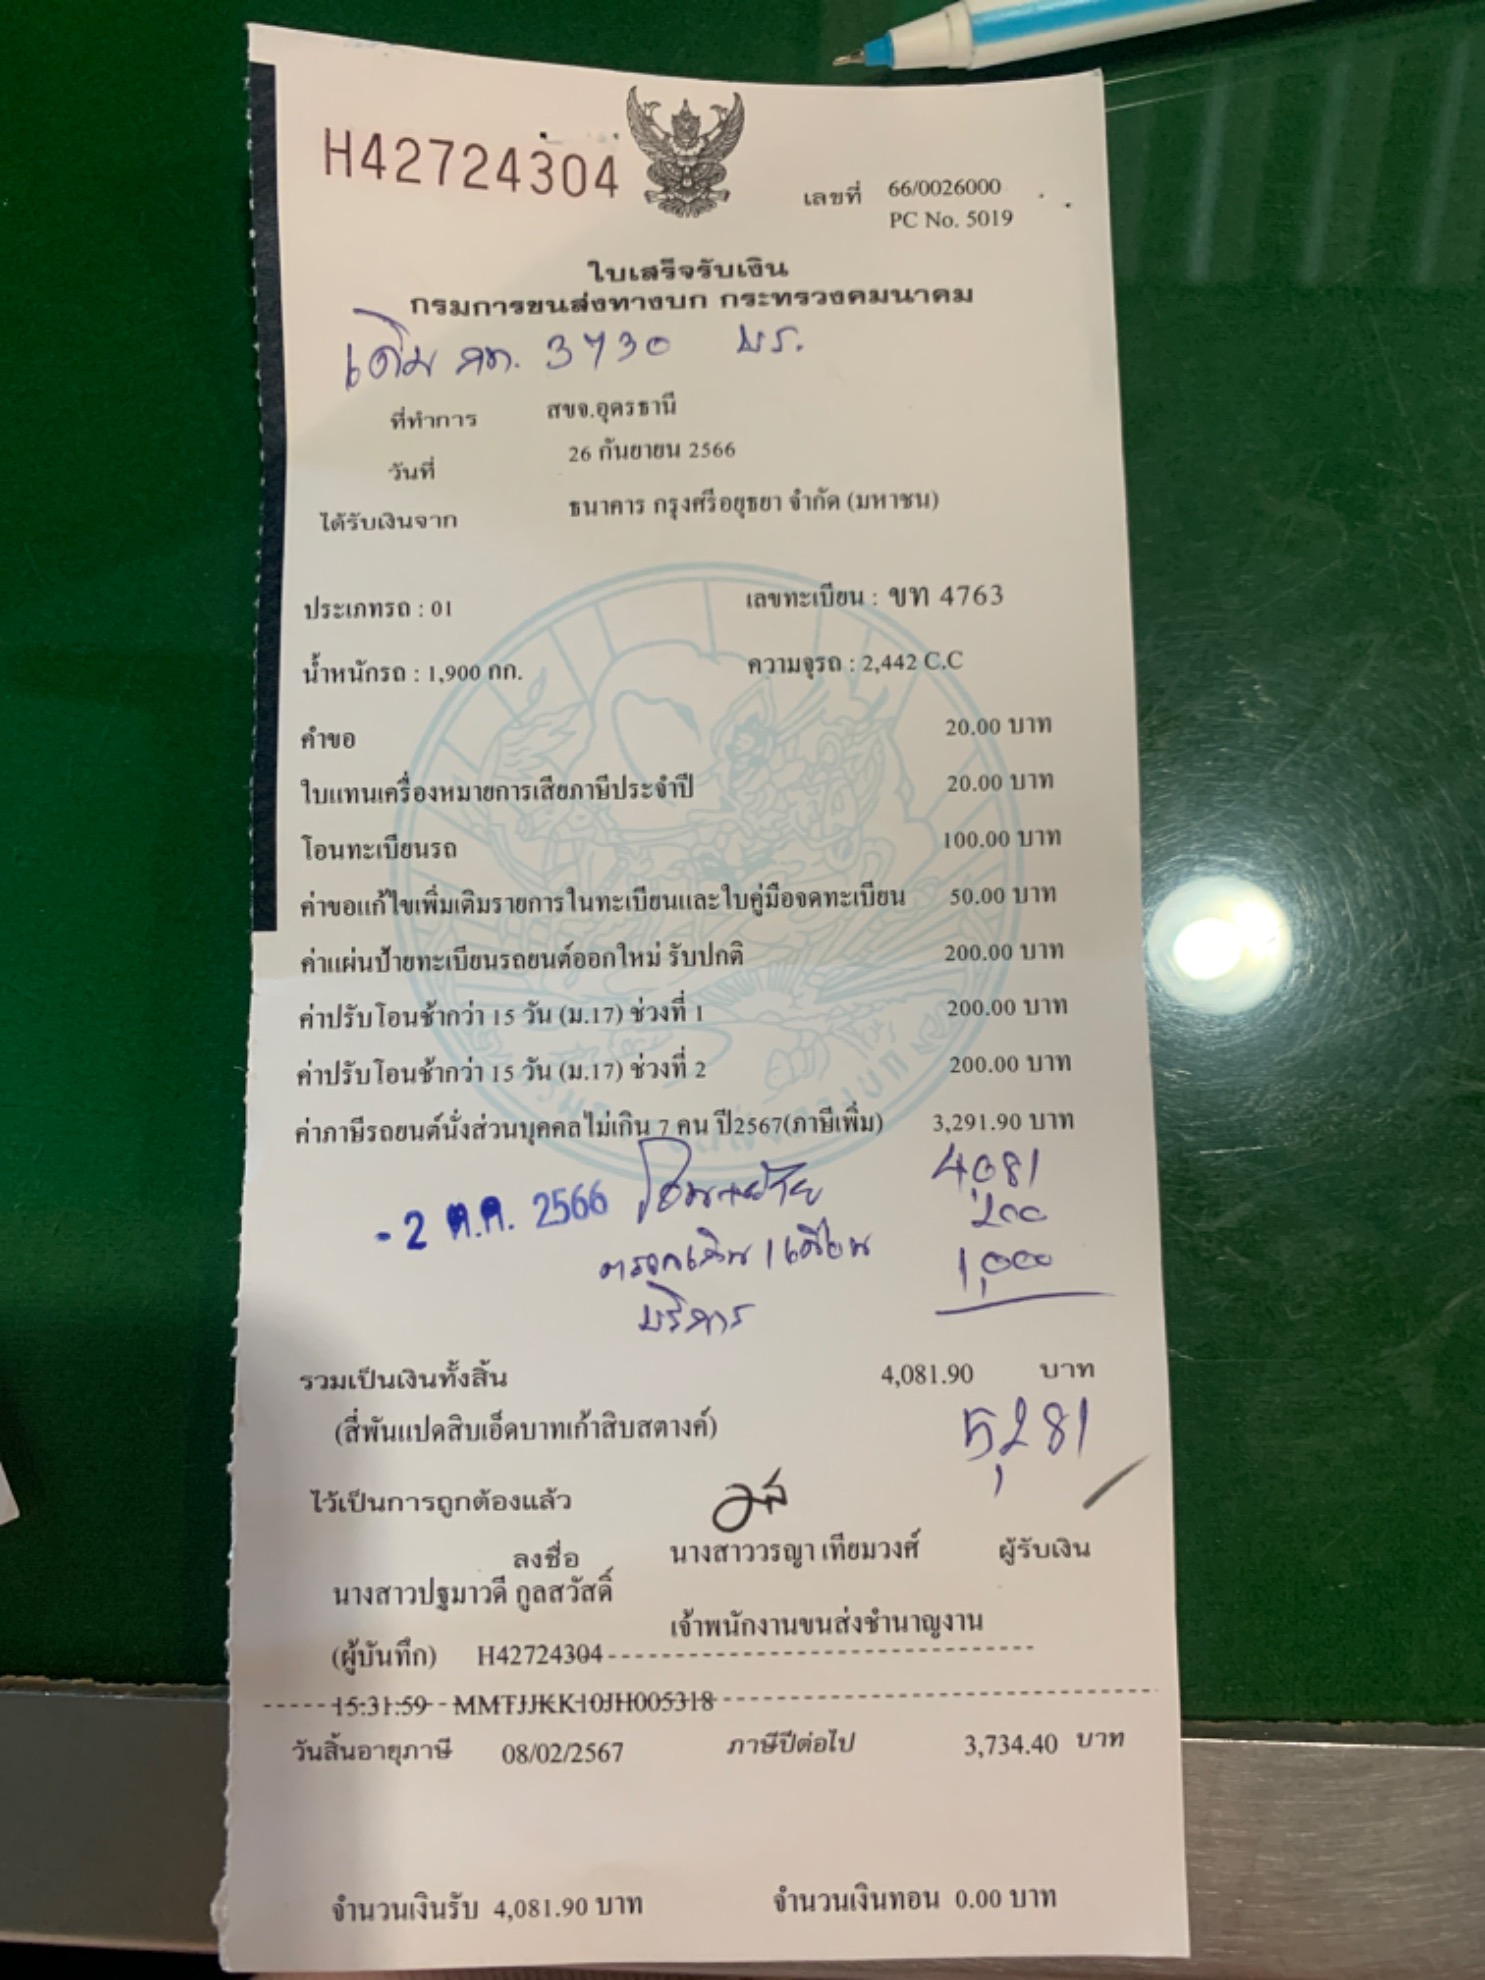 H42724304
เลขที่ 66/0026000
PC No. 5019
ใบเสร็จรับเงิน
กรมการขนส่งทางบก กระทรวงคมนาคม
เดิม 3730 บร.
ที่ทำการ สขจ.อุดรธานี
วันที่ 26 กันยายน 2566
ได้รับเงินจาก ธนาคาร กรุงศรีอยุธยา จำกัด (มหาชน)
ประเภทรถ : 01 เลขทะเบียน : ขท 4763
น้ำหนักรถ : 1,900 กก. ความจุรถ : 2,442 C.C
คำขอ 20.00 บาท
ใบแทนเครื่องหมายการเสียภาษีประจำปี 20.00 บาท
โอนทะเบียนรถ 100.00 บาท
ค่าขอแก้ไขเพิ่มเติมรายการในทะเบียนและใบคู่มือจดทะเบียน 50.00 บาท
ค่าแผ่นป้ายทะเบียนรถยนต์ออกใหม่ รับปกติ 200.00 บาท
ค่าปรับโอนช้ากว่า 15 วัน (ม.17) ช่วงที่ 1 200.00 บาท
ค่าปรับโอนช้ากว่า 15 วัน (ม.17) ช่วงที่ 2 200.00 บาท
ค่าภาษีรถยนต์นั่งส่วนบุคคลไม่เกิน 7 คน ปี2567(ภาษีเพิ่ม) 3,291.90 บาท
- 2 ต.ค. 2566 4,081
200
1,000
บริการ
รวมเป็นเงินทั้งสิ้น 4,081.90 บาท
(สี่พันแปดสิบเอ็ดบาทเก้าสิบสตางค์) 5,281
ไว้เป็นการถูกต้องแล้ว
ลงชื่อ นางสาววรญา เทียมวงศ์ ผู้รับเงิน
นางสาวปฐมาวดี กูลสวัสดิ์
เจ้าพนักงานขนส่งชำนาญงาน
(ผู้บันทึก) H42724304
15:31:59 MMTJJKK10JH005318
วันสิ้นอายุภาษี 08/02/2567 ภาษีปีต่อไป 3,734.40 บาท
จำนวนเงินรับ 4,081.90 บาท จำนวนเงินทอน 0.00 บาท